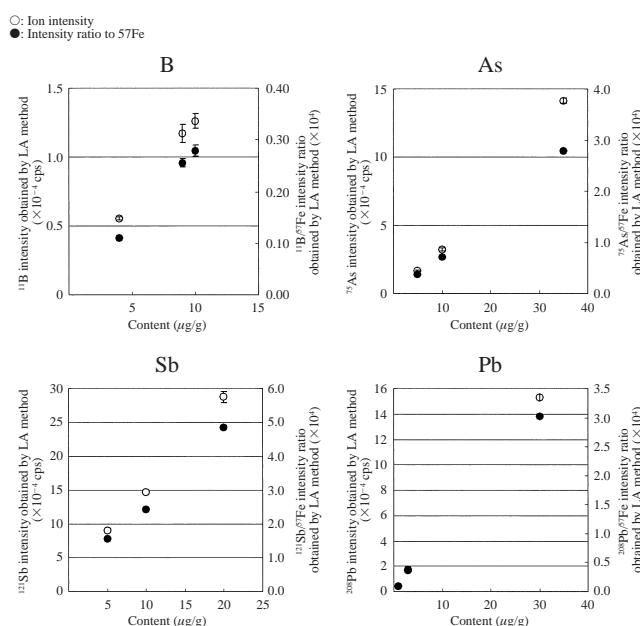 ○: Ion intensity
●: Intensity ratio to 57Fe
B
1.5
1.0
0.5
0
0.40
0.30
0.20
0.10
0.00
0
5
10
15
Content (μg/g)
¹¹B intensity obtained by LA method
(×10⁻⁴ cps)
¹¹B/⁵⁷Fe intensity ratio
obtained by LA method (×10⁴)
As
15
10
5
0
4.0
3.0
2.0
1.0
0.0
0
10
20
30
40
Content (μg/g)
⁷⁵As intensity obtained by LA method
(×10⁻⁴ cps)
⁷⁵As/⁵⁷Fe intensity ratio
obtained by LA method (×10⁴)
Sb
30
25
20
15
10
5
0
6.0
5.0
4.0
3.0
2.0
1.0
0.0
5
10
15
20
25
Content (μg/g)
¹²¹Sb intensity obtained by LA method
(×10⁻⁴ cps)
¹²¹Sb/⁵⁷Fe intensity ratio
obtained by LA method (×10⁴)
Pb
16
14
12
10
8
6
4
2
0
3.5
3.0
2.5
2.0
1.5
1.0
0.5
0.0
0
10
20
30
40
Content (μg/g)
²⁰⁸Pb intensity obtained by LA method
(×10⁻⁴ cps)
²⁰⁸Pb/⁵⁷Fe intensity ratio
obtained by LA method (×10⁴)